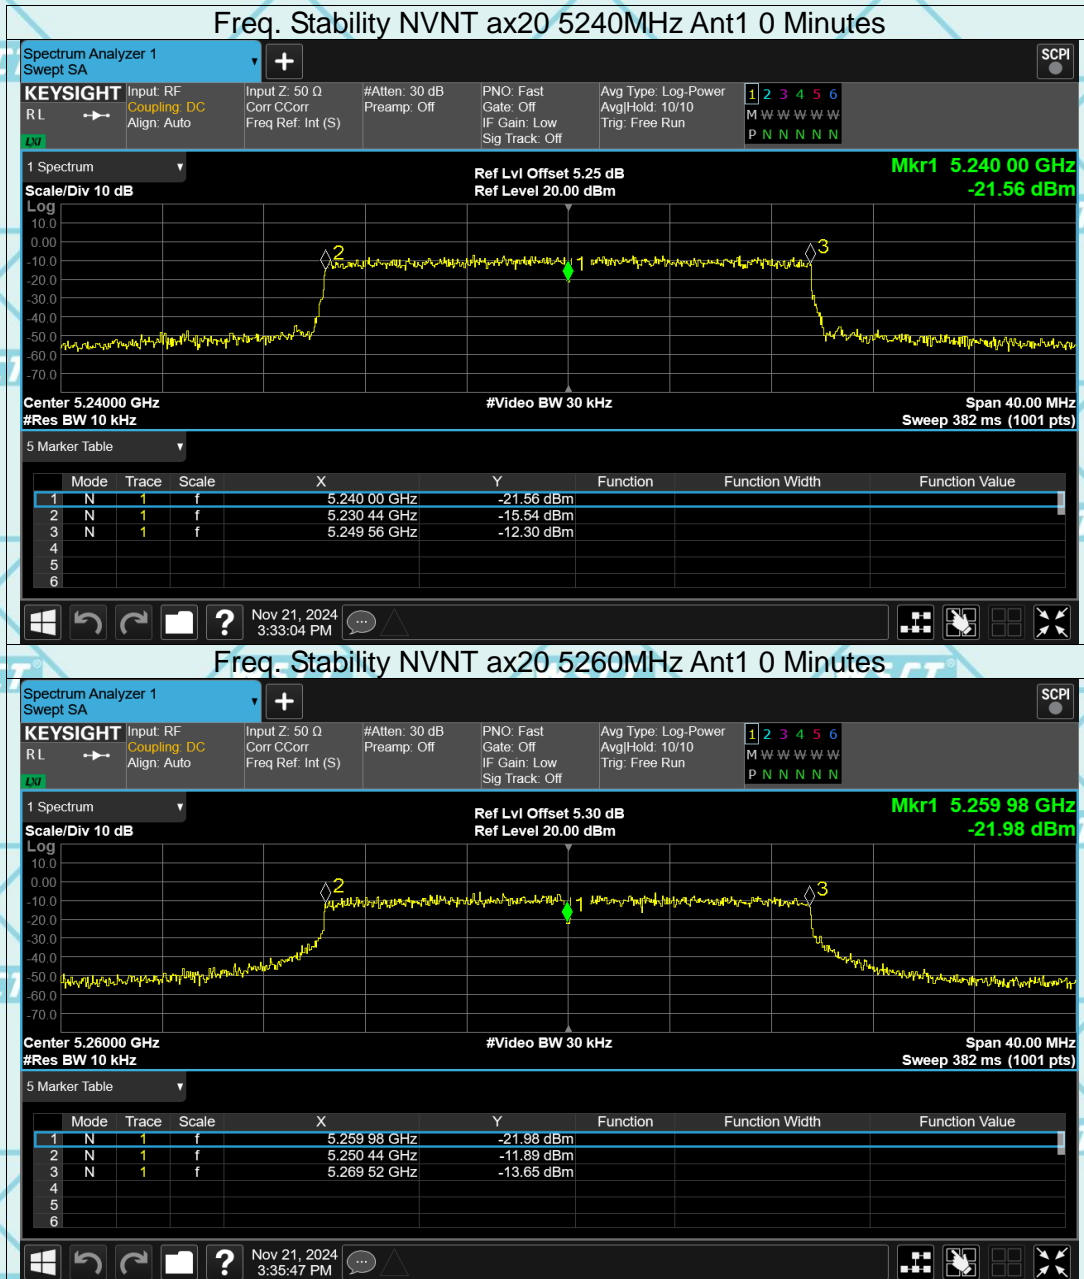 Freq. Stability NVNT ax20 5240MHz Ant1 0 Minutes
Spectrum Analyzer 1
Swept SA
+
SCPI
KEYSIGHT
RL
LXI
Input: RF
Coupling: DC
Align: Auto
Input Z: 50 Ω
Corr CCorr
Freq Ref: Int (S)
#Atten: 30 dB
Preamp: Off
PNO: Fast
Gate: Off
IF Gain: Low
Sig Track: Off
Avg Type: Log-Power
Avg|Hold: 10/10
Trig: Free Run
1 2 3 4 5 6
M W W W W W
P N N N N N
1 Spectrum
Scale/Div 10 dB
Ref Lvl Offset 5.25 dB
Ref Level 20.00 dBm
Mkr1 5.240 00 GHz
-21.56 dBm
Log
10.0
0.00
-10.0
-20.0
-30.0
-40.0
-50.0
-60.0
-70.0
2
1
3
Center 5.24000 GHz
#Video BW 30 kHz
Span 40.00 MHz
#Res BW 10 kHz
Sweep 382 ms (1001 pts)
5 Marker Table
Mode Trace Scale X Y Function Function Width Function Value
1 N 1 f 5.240 00 GHz -21.56 dBm
2 N 1 f 5.230 44 GHz -15.54 dBm
3 N 1 f 5.249 56 GHz -12.30 dBm
4
5
6
?
Nov 21, 2024
3:33:04 PM
Freq. Stability NVNT ax20 5260MHz Ant1 0 Minutes
Spectrum Analyzer 1
Swept SA
+
SCPI
KEYSIGHT
RL
LXI
Input: RF
Coupling: DC
Align: Auto
Input Z: 50 Ω
Corr CCorr
Freq Ref: Int (S)
#Atten: 30 dB
Preamp: Off
PNO: Fast
Gate: Off
IF Gain: Low
Sig Track: Off
Avg Type: Log-Power
Avg|Hold: 10/10
Trig: Free Run
1 2 3 4 5 6
M W W W W W
P N N N N N
1 Spectrum
Scale/Div 10 dB
Ref Lvl Offset 5.30 dB
Ref Level 20.00 dBm
Mkr1 5.259 98 GHz
-21.98 dBm
Log
10.0
0.00
-10.0
-20.0
-30.0
-40.0
-50.0
-60.0
-70.0
2
1
3
Center 5.26000 GHz
#Video BW 30 kHz
Span 40.00 MHz
#Res BW 10 kHz
Sweep 382 ms (1001 pts)
5 Marker Table
Mode Trace Scale X Y Function Function Width Function Value
1 N 1 f 5.259 98 GHz -21.98 dBm
2 N 1 f 5.250 44 GHz -11.89 dBm
3 N 1 f 5.269 52 GHz -13.65 dBm
4
5
6
?
Nov 21, 2024
3:35:47 PM